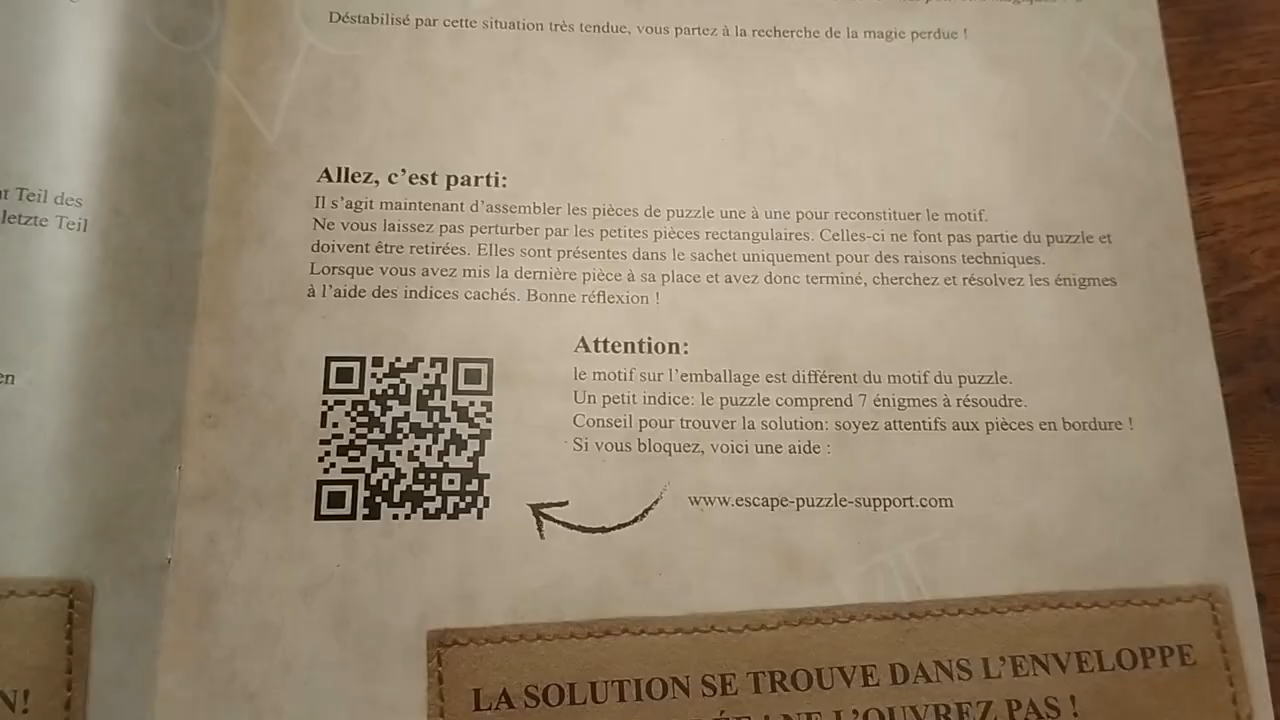 Déstabilisé par cette situation très tendue, vous partez à la recherche de la magie perdue !
t Teil des
letzte Teil
en
N!
Allez, c’est parti:
Il s’agit maintenant d’assembler les pièces de puzzle une à une pour reconstituer le motif.
Ne vous laissez pas perturber par les petites pièces rectangulaires. Celles-ci ne font pas partie du puzzle et
doivent être retirées. Elles sont présentes dans le sachet uniquement pour des raisons techniques.
Lorsque vous avez mis la dernière pièce à sa place et avez donc terminé, cherchez et résolvez les énigmes
à l’aide des indices cachés. Bonne réflexion !
Attention:
le motif sur l’emballage est différent du motif du puzzle.
Un petit indice: le puzzle comprend 7 énigmes à résoudre.
Conseil pour trouver la solution: soyez attentifs aux pièces en bordure !
Si vous bloquez, voici une aide :
www.escape-puzzle-support.com
LA SOLUTION SE TROUVE DANS L’ENVELOPPE
! NE L’OUVREZ PAS !